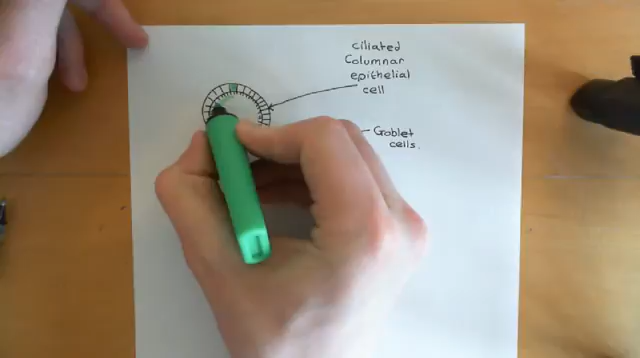 ciliated
Columnar
epithelial
cell
Goblet
cells.